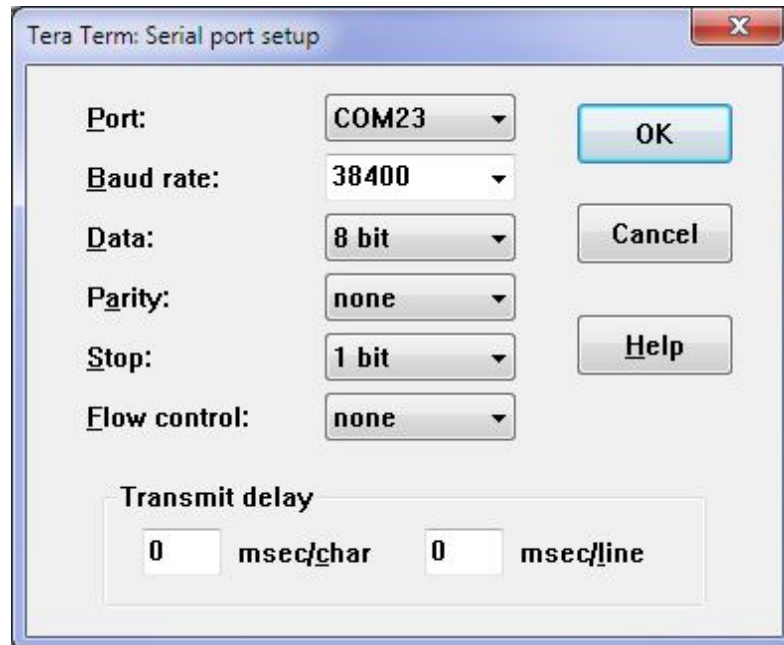 Tera Term: Serial port setup
Port: COM23 OK
Baud rate: 38400
Data: 8 bit Cancel
Parity: none
Stop: 1 bit Help
Flow control: none
Transmit delay
0 msec/char 0 msec/line